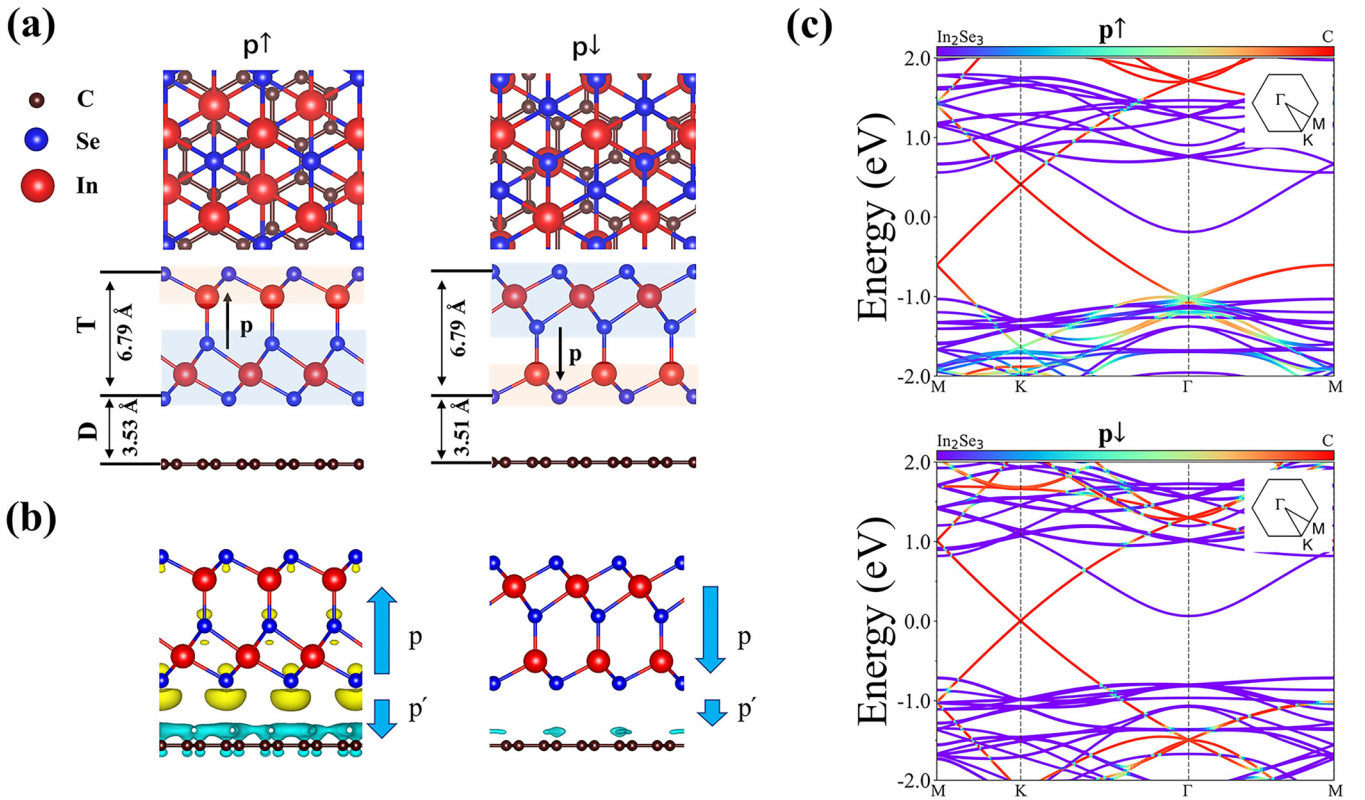 (a)
p↑
p↓
C
Se
In
T
6.79 Å
p
6.79 Å
p
D
3.53 Å
3.51 Å
(b)
p
p′
p
p′
(c)
In₂Se₃
p↑
C
Energy (eV)
2.0
1.0
0.0
-1.0
-2.0
Γ
M
K
M
K
Γ
M
In₂Se₃
p↓
C
Energy (eV)
2.0
1.0
0.0
-1.0
-2.0
Γ
M
K
M
K
Γ
M